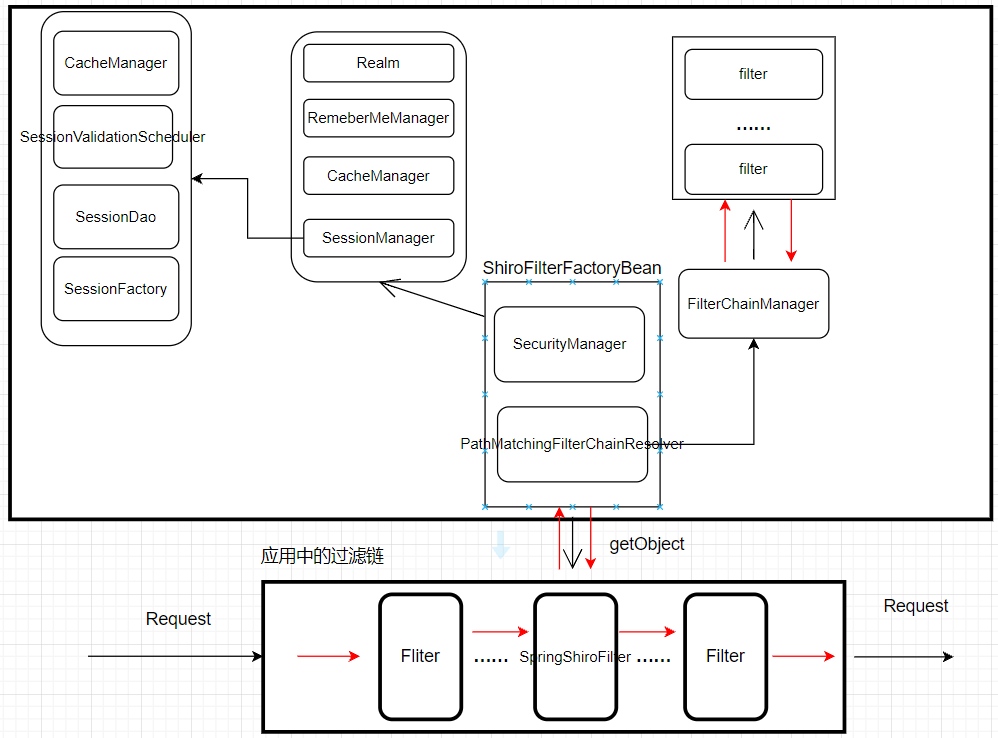 CacheManager
SessionValidationScheduler
SessionDao
SessionFactory
Realm
RemeberMeManager
CacheManager
SessionManager
filter
......
filter
ShiroFilterFactoryBean
SecurityManager
PathMatchingFilterChainResolver
FilterChainManager
getObject
应用中的过滤链
Request
Fliter
......
SpringShiroFilter
......
Filter
Request